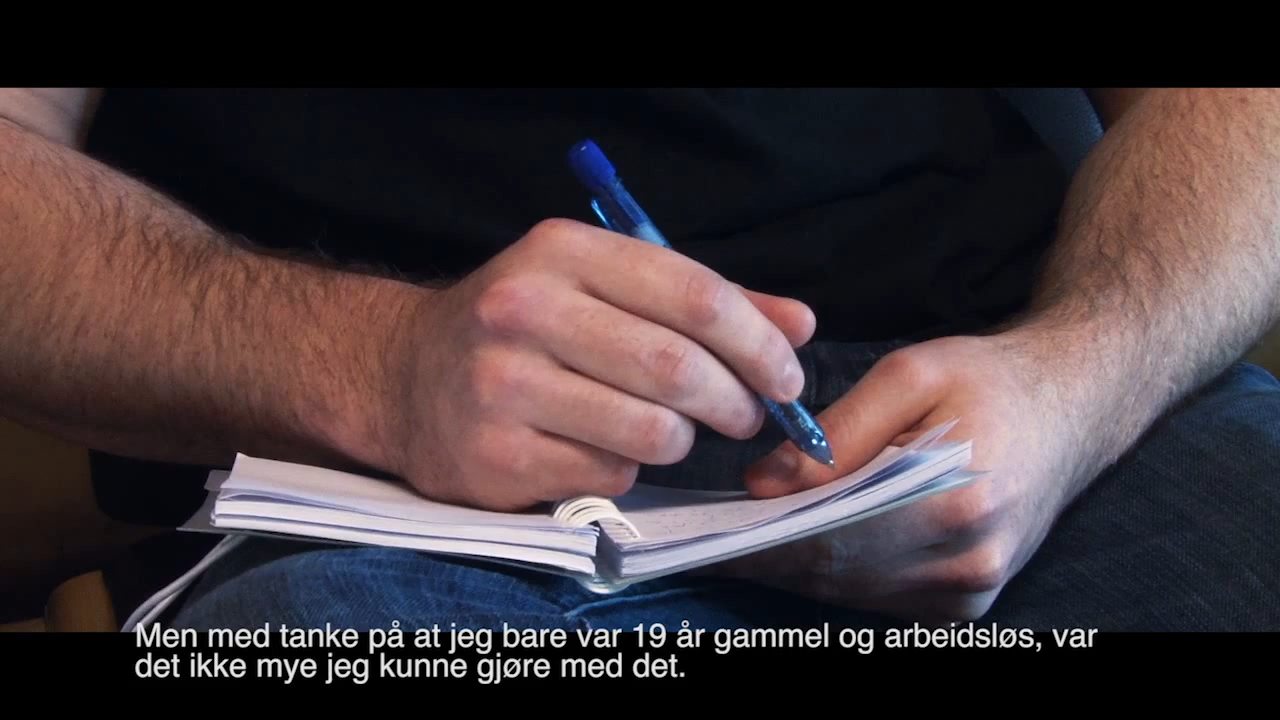 Men med tanke på at jeg bare var 19 år gammel og arbeidsløs, var
det ikke mye jeg kunne gjøre med det.